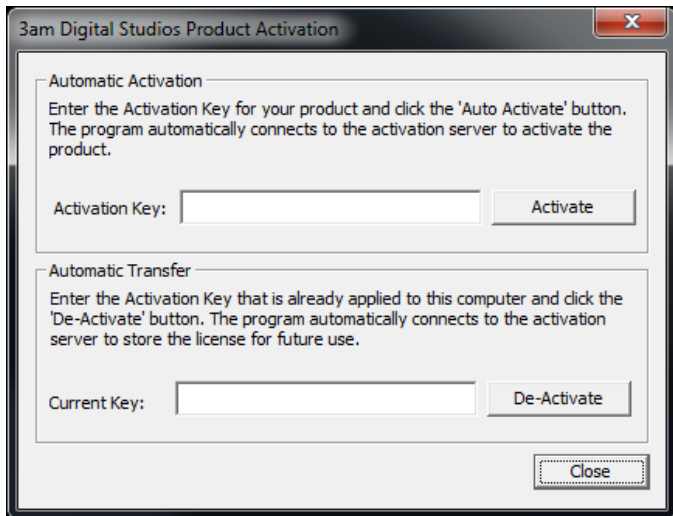 3am Digital Studios Product Activation
Automatic Activation
Enter the Activation Key for your product and click the 'Auto Activate' button.
The program automatically connects to the activation server to activate the
product.
Activation Key:
Activate
Automatic Transfer
Enter the Activation Key that is already applied to this computer and click the
'De-Activate' button. The program automatically connects to the activation
server to store the license for future use.
Current Key:
De-Activate
Close